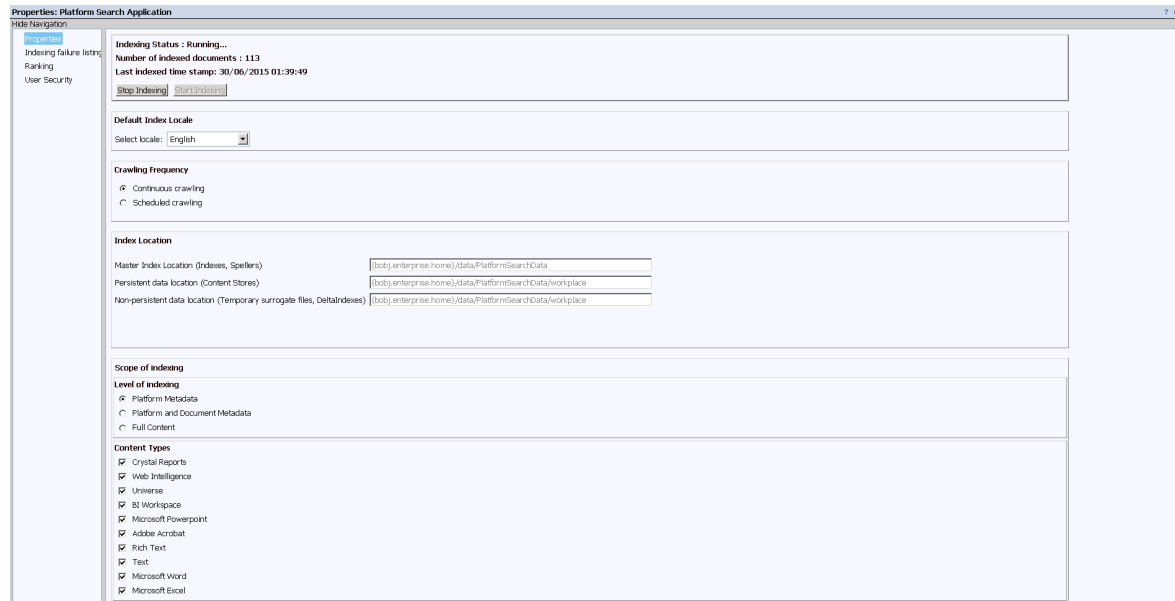 Properties: Platform Search Application ?
Hide Navigation
Properties
Indexing failure listing
Ranking
User Security
Indexing Status : Running...
Number of indexed documents : 113
Last indexed time stamp: 30/06/2015 01:39:49
Stop Indexing Start Indexing
Default Index Locale
Select locale: English
Crawling Frequency
Continuous crawling
Scheduled crawling
Index Location
Master Index Location (Indexes, Spellers) {bobj.enterprise.home}/data/PlatformSearchData
Persistent data location (Content Stores) {bobj.enterprise.home}/data/PlatformSearchData/workplace
Non-persistent data location (Temporary surrogate files, DeltaIndexes) {bobj.enterprise.home}/data/PlatformSearchData/workplace
Scope of indexing
Level of indexing
Platform Metadata
Platform and Document Metadata
Full Content
Content Types
Crystal Reports
Web Intelligence
Universe
BI Workspace
Microsoft Powerpoint
Adobe Acrobat
Rich Text
Text
Microsoft Word
Microsoft Excel